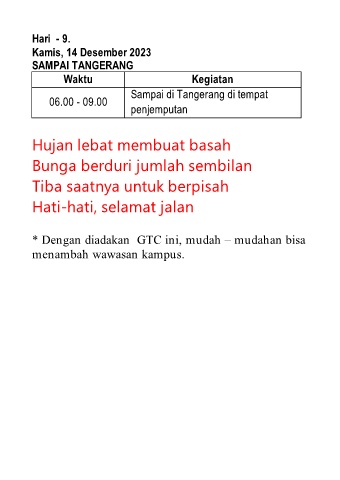 Hari  - 9.
Kamis, 14 Desember 2023
SAMPAI TANGERANG
Waktu Kegiatan
06.00 - 09.00 Sampai di Tangerang di tempat
penjemputan
Hujan lebat membuat basah
Bunga berduri jumlah sembilan
Tiba saatnya untuk berpisah
Hati-hati, selamat jalan
* Dengan diadakan  GTC ini, mudah – mudahan bisa
menambah wawasan kampus.